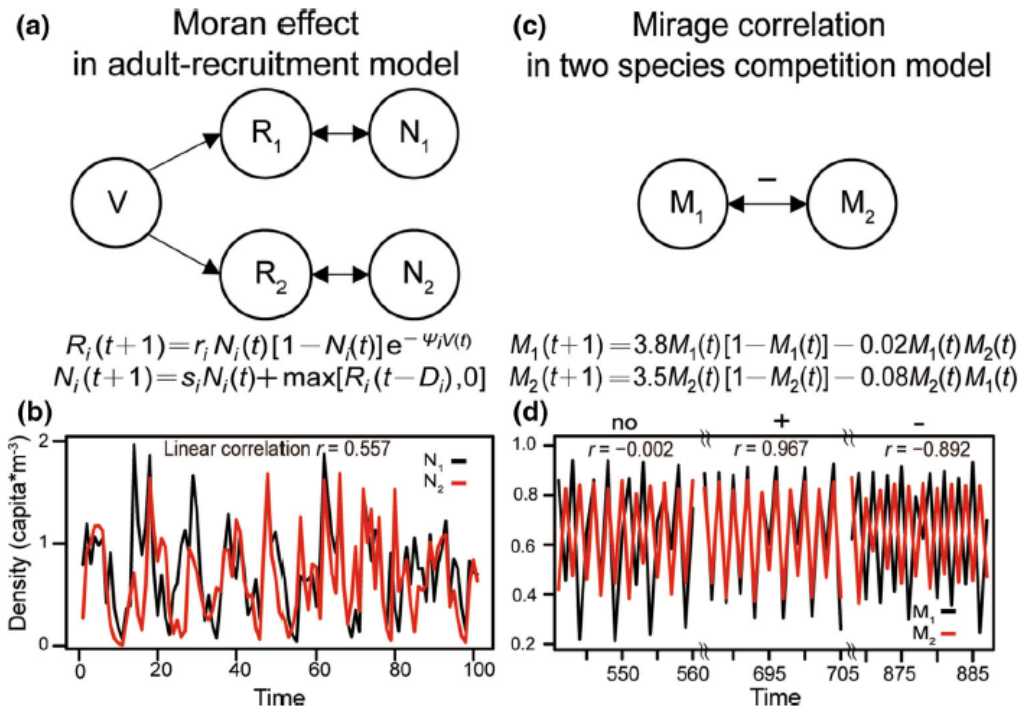 (a)
Moran effect
in adult-recruitment model
V
R₁
N₁
R₂
N₂
Rᵢ(t+1)=rᵢNᵢ(t)[1−Nᵢ(t)]e^−ΨᵢV(t)
Nᵢ(t+1)=sᵢNᵢ(t)+max[Rᵢ(t−Dᵢ),0]
(b)
Linear correlation r = 0.557
N₁
N₂
Density (capita*m⁻³)
2
1
0
0 20 40 60 80 100
Time
(c)
Mirage correlation
in two species competition model
−
M₁
M₂
M₁(t+1)=3.8M₁(t)[1−M₁(t)]−0.02M₁(t)M₂(t)
M₂(t+1)=3.5M₂(t)[1−M₂(t)]−0.08M₂(t)M₁(t)
(d)
no + −
r = −0.002 r = 0.967 r = −0.892
1.0
0.8
0.6
0.4
0.2
M₁
M₂
550 560 695 705 875 885
Time